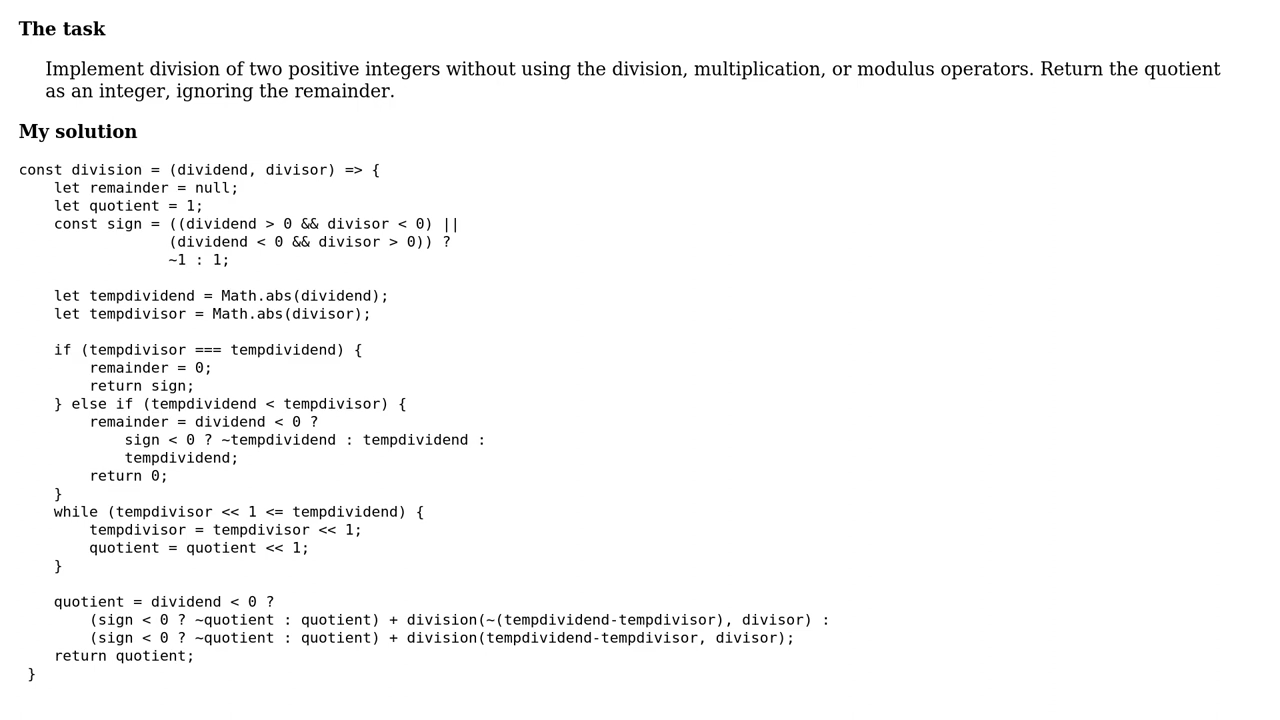 The task
Implement division of two positive integers without using the division, multiplication, or modulus operators. Return the quotient
as an integer, ignoring the remainder.
My solution
const division = (dividend, divisor) => {
    let remainder = null;
    let quotient = 1;
    const sign = ((dividend > 0 && divisor < 0) ||
                 (dividend < 0 && divisor > 0)) ?
                 ~1 : 1;

    let tempdividend = Math.abs(dividend);
    let tempdivisor = Math.abs(divisor);

    if (tempdivisor === tempdividend) {
        remainder = 0;
        return sign;
    } else if (tempdividend < tempdivisor) {
        remainder = dividend < 0 ?
            sign < 0 ? ~tempdividend : tempdividend :
            tempdividend;
        return 0;
    }
    while (tempdivisor << 1 <= tempdividend) {
        tempdivisor = tempdivisor << 1;
        quotient = quotient << 1;
    }

    quotient = dividend < 0 ?
        (sign < 0 ? ~quotient : quotient) + division(~(tempdividend-tempdivisor), divisor) :
        (sign < 0 ? ~quotient : quotient) + division(tempdividend-tempdivisor, divisor);
    return quotient;
 }